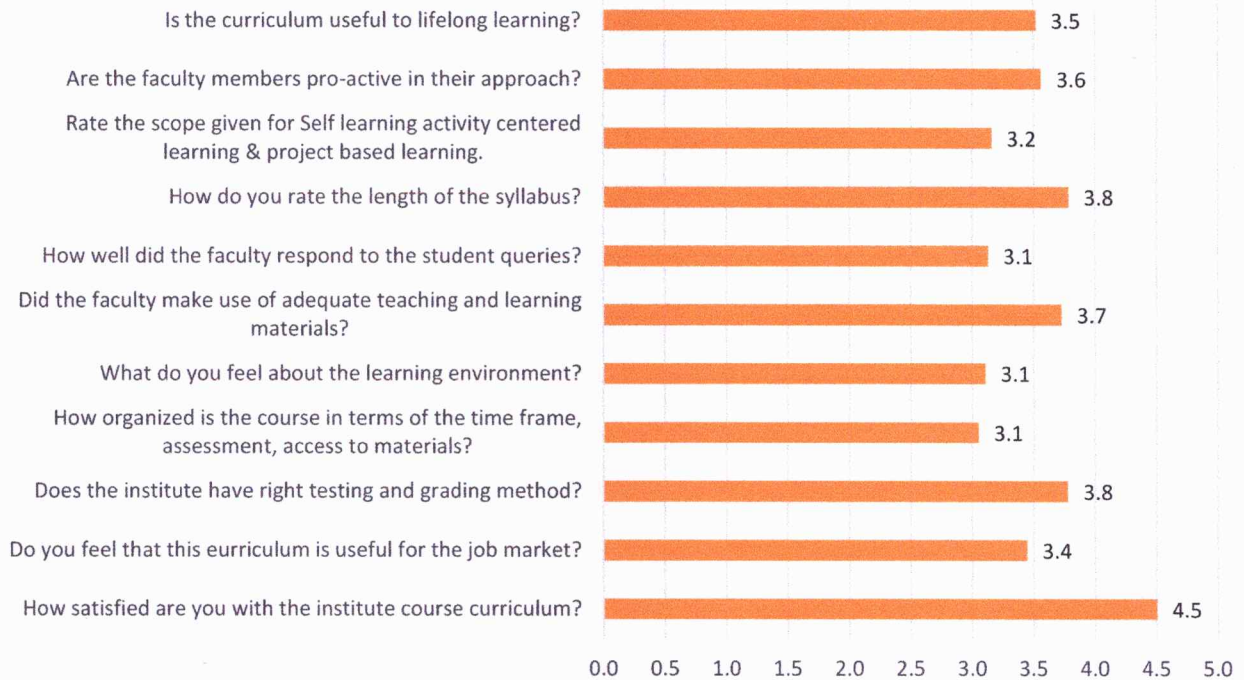 Is the curriculum useful to lifelong learning?
3.5
Are the faculty members pro-active in their approach?
3.6
Rate the scope given for Self learning activity centered
learning & project based learning.
3.2
How do you rate the length of the syllabus?
3.8
How well did the faculty respond to the student queries?
3.1
Did the faculty make use of adequate teaching and learning
materials?
3.7
What do you feel about the learning environment?
3.1
How organized is the course in terms of the time frame,
assessment, access to materials?
3.1
Does the institute have right testing and grading method?
3.8
Do you feel that this eurriculum is useful for the job market?
3.4
How satisfied are you with the institute course curriculum?
4.5
0.0 0.5 1.0 1.5 2.0 2.5 3.0 3.5 4.0 4.5 5.0